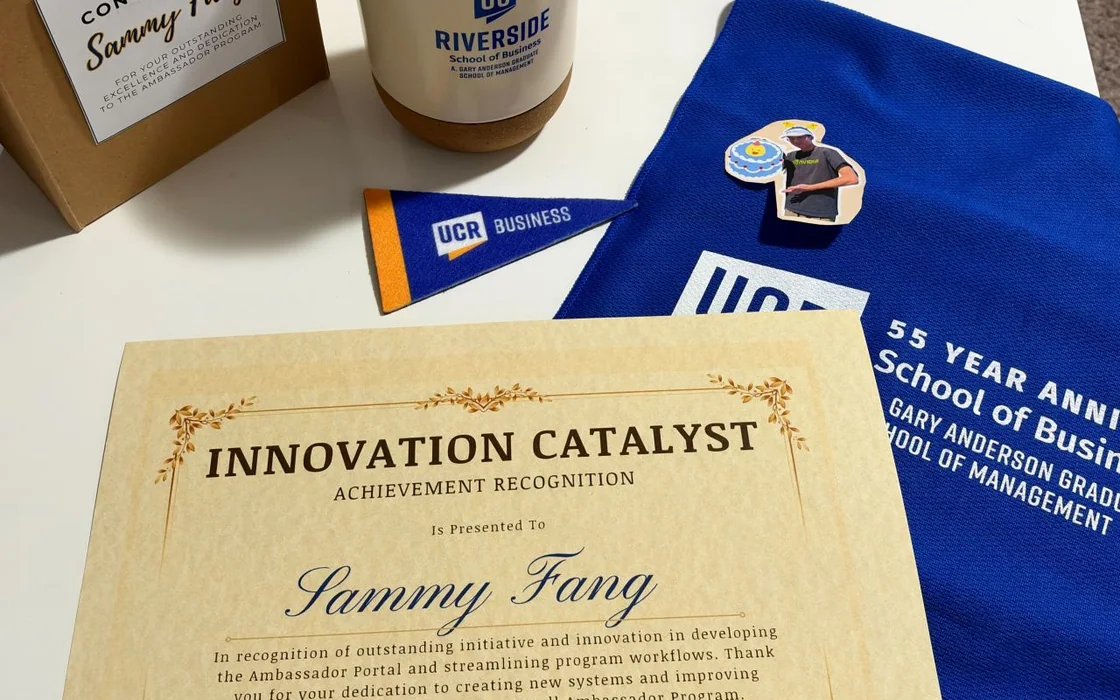 Sammy
FOR YOUR OUTSTANDING
EXCELLENCE AND DEDICATION
TO THE AMBASSADOR PROGRAM.
RIVERSIDE
School of Business
A. GARY ANDERSON GRADUATE
SCHOOL OF MANAGEMENT
UCR BUSINESS
UCR
55 YEAR ANNI
School of Busin
GARY ANDERSON GRADU
HOOL OF MANAGEMENT
INNOVATION CATALYST
ACHIEVEMENT RECOGNITION
Is Presented To
Sammy Fang
In recognition of outstanding initiative and innovation in developing
the Ambassador Portal and streamlining program workflows. Thank
you for your dedication to creating new systems and improving
Ambassador Program.